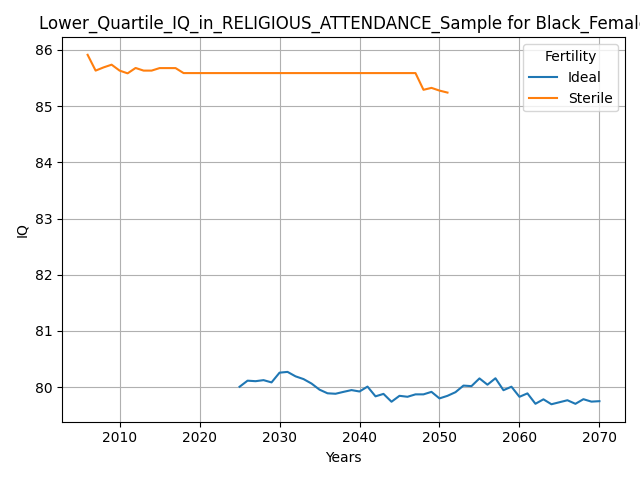 Lower_Quartile_IQ_in_RELIGIOUS_ATTENDANCE_Sample for Black_Femal
Fertility
Ideal
Sterile
IQ
86
85
84
83
82
81
80
2010 2020 2030 2040 2050 2060 2070
Years